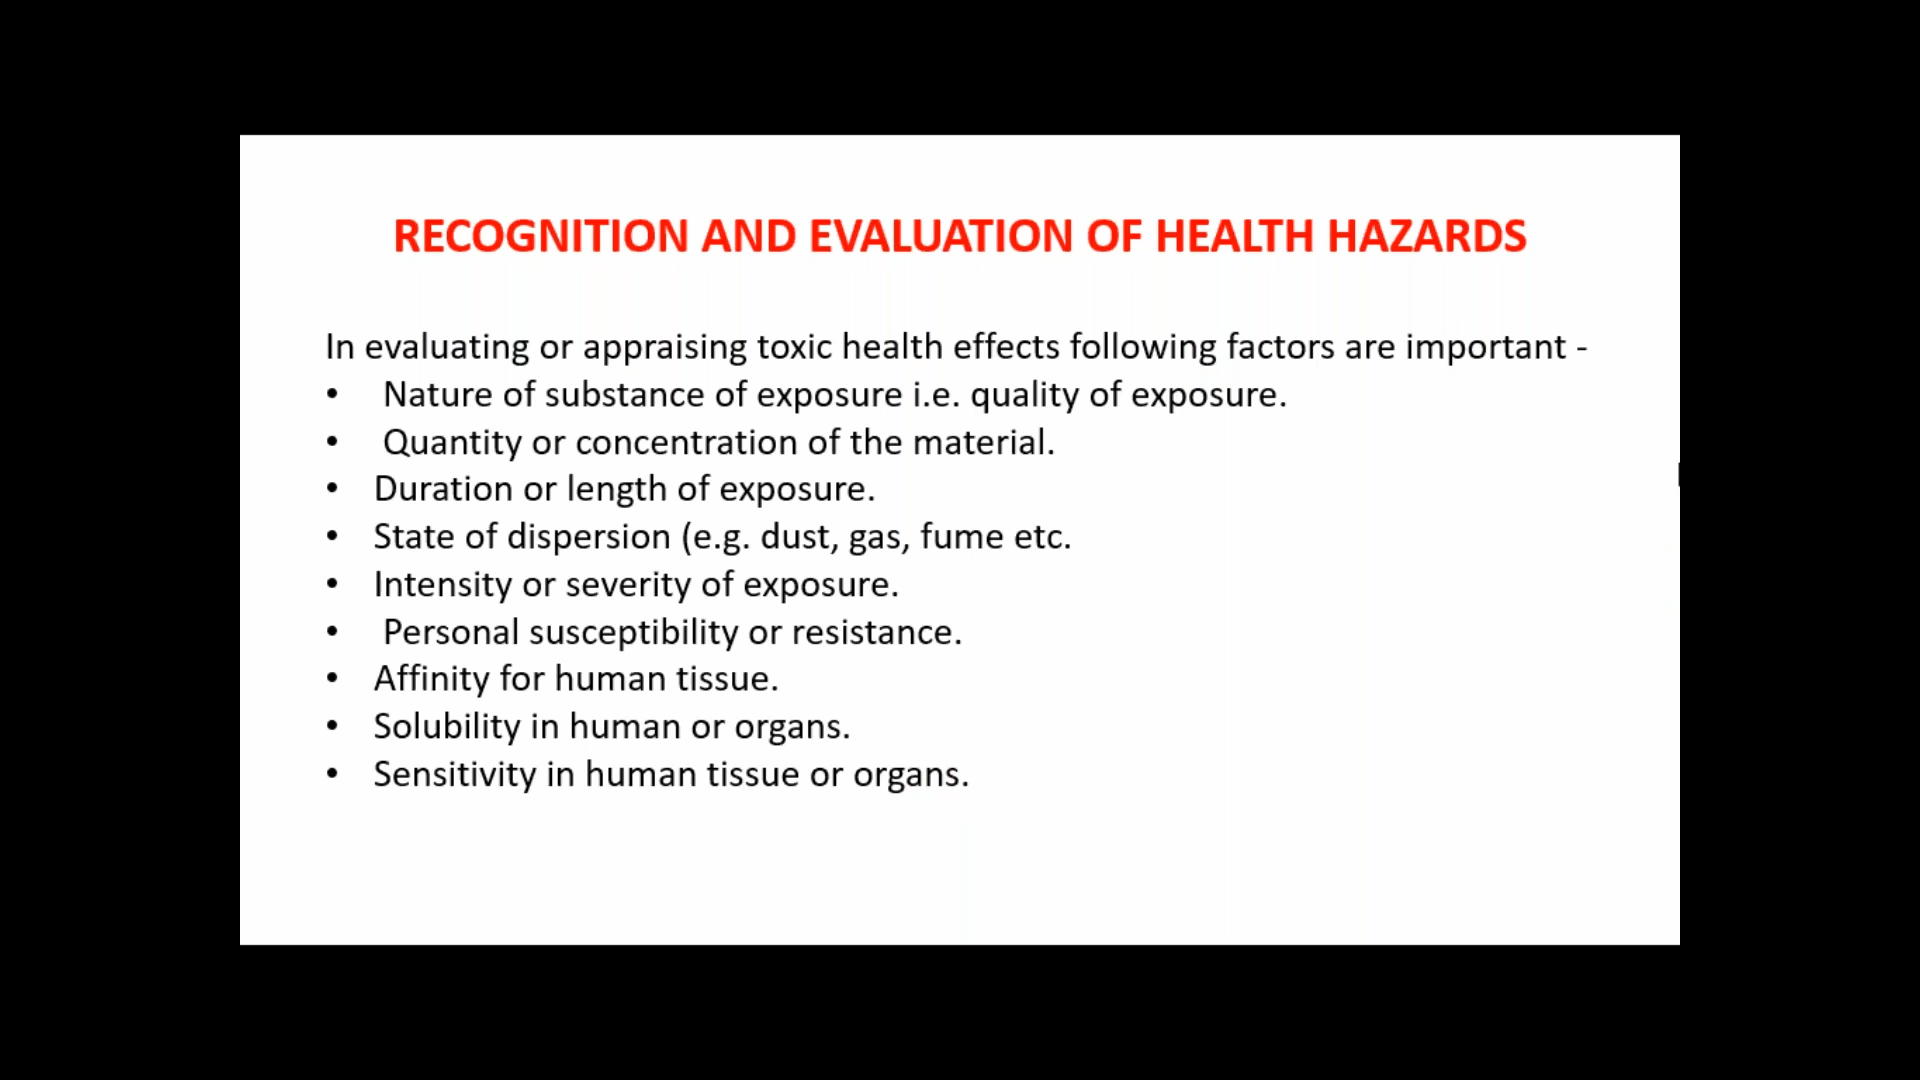 RECOGNITION AND EVALUATION OF HEALTH HAZARDS
In evaluating or appraising toxic health effects following factors are important -
• Nature of substance of exposure i.e. quality of exposure.
• Quantity or concentration of the material.
• Duration or length of exposure.
• State of dispersion (e.g. dust, gas, fume etc.
• Intensity or severity of exposure.
• Personal susceptibility or resistance.
• Affinity for human tissue.
• Solubility in human or organs.
• Sensitivity in human tissue or organs.